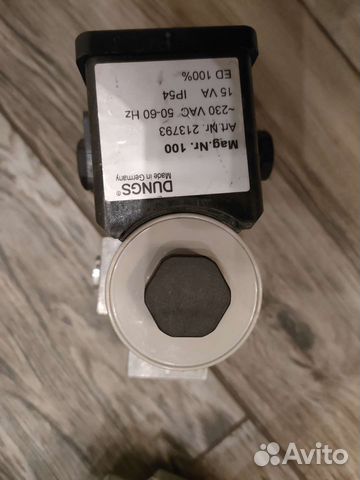 DUNGS®
Made in Germany
Mag.Nr. 100
Art.Nr. 213793
~230 VAC 50-60 Hz
15 VA IP54
ED 100%
Avito